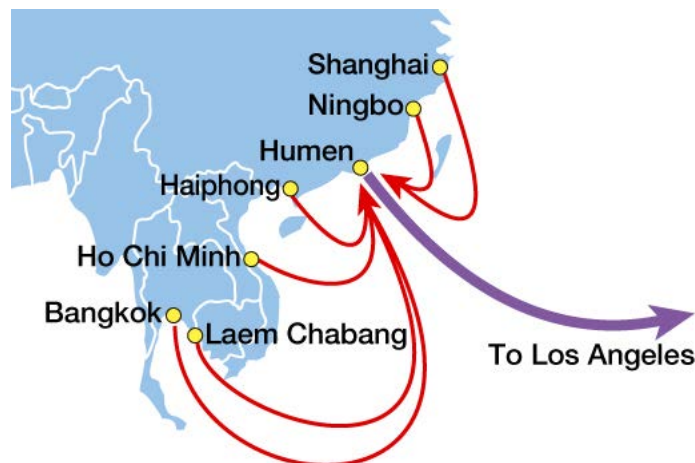 Shanghai
Ningbo
Humen
Haiphong
Ho Chi Minh
Bangkok
Laem Chabang
To Los Angeles